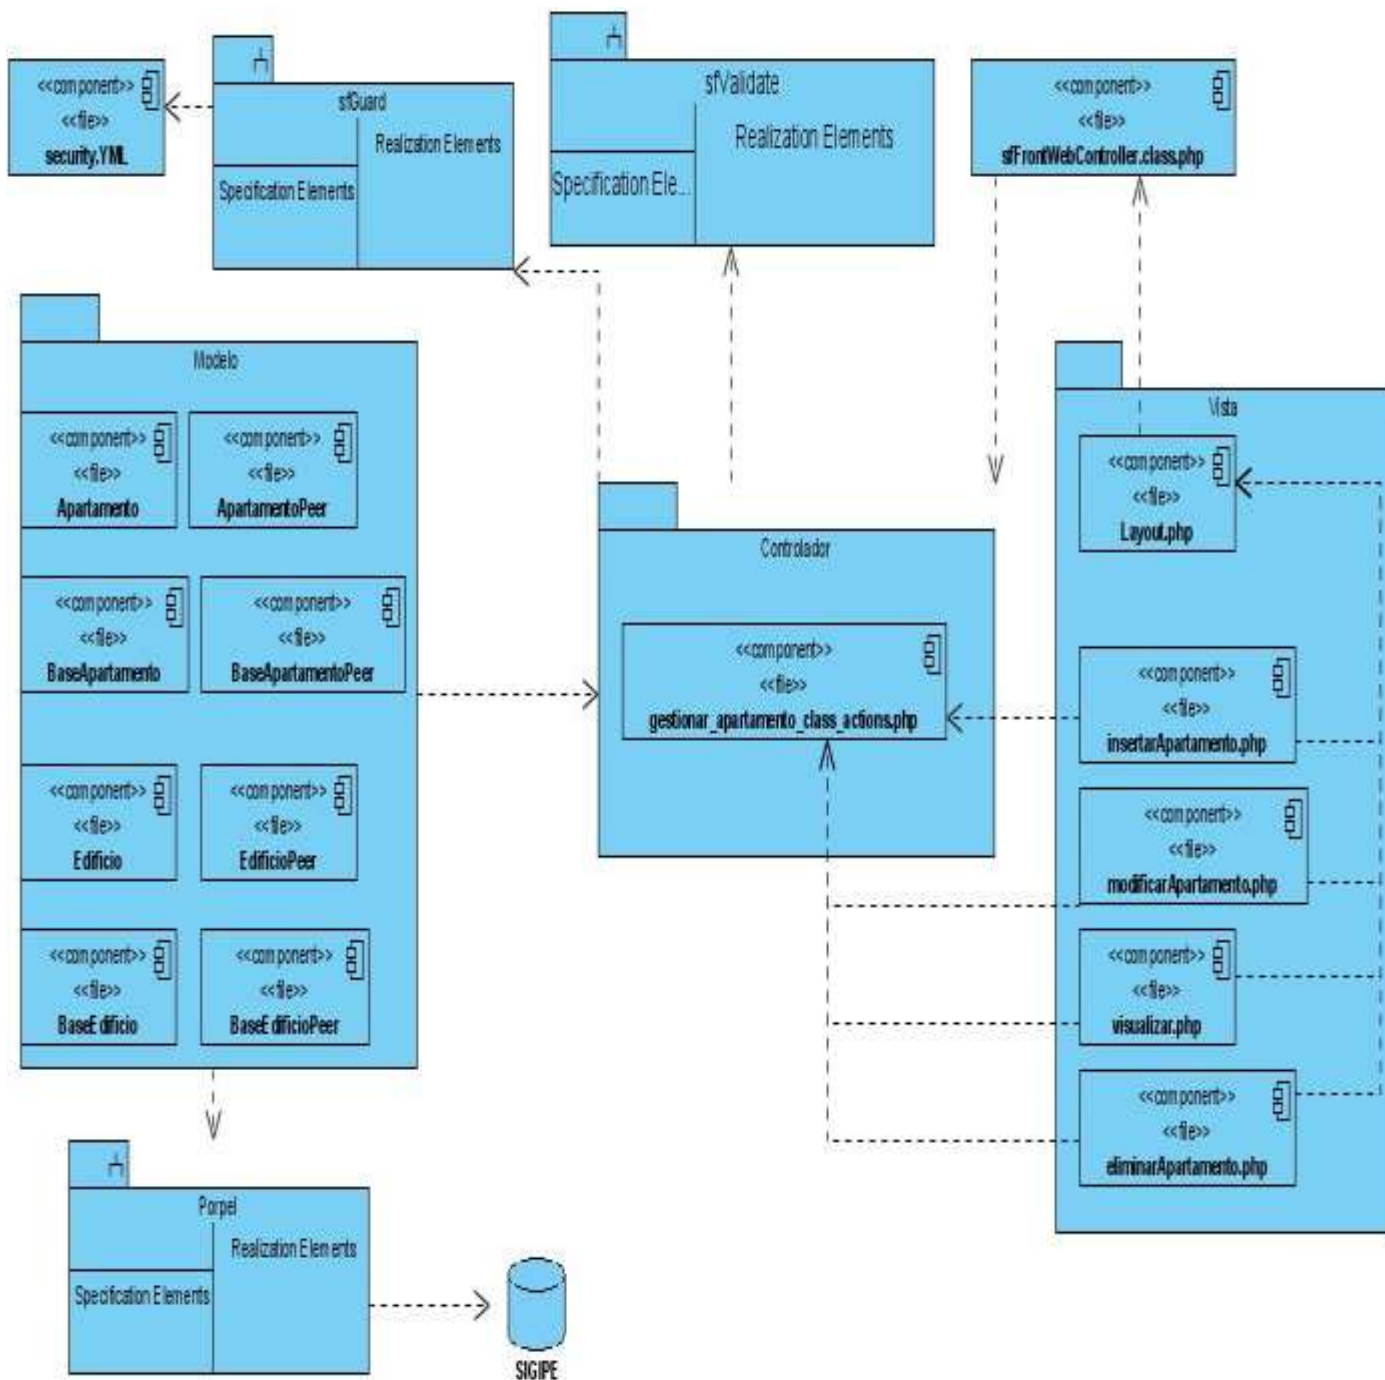 <<component>>
<<file>>
security.YML
sfGuard
Realization Elements
Specification Elements
sfValidate
Realization Elements
Specification Ele...
<<component>>
<<file>>
sfFrontWebController.class.php
Modelo
<<component>>
<<file>>
Apartamento
<<component>>
<<file>>
ApartamentoPeer
<<component>>
<<file>>
BaseApartamento
<<component>>
<<file>>
BaseApartamentoPeer
<<component>>
<<file>>
Edificio
<<component>>
<<file>>
EdificioPeer
<<component>>
<<file>>
BaseEdificio
<<component>>
<<file>>
BaseEdificioPeer
Controlador
<<component>>
<<file>>
gestionar_apartamento_class_actions.php
Vista
<<component>>
<<file>>
Layout.php
<<component>>
<<file>>
insertarApartamento.php
<<component>>
<<file>>
modificarApartamento.php
<<component>>
<<file>>
visualizar.php
<<component>>
<<file>>
eliminarApartamento.php
Porpel
Realization Elements
Specification Elements
SIGIPE